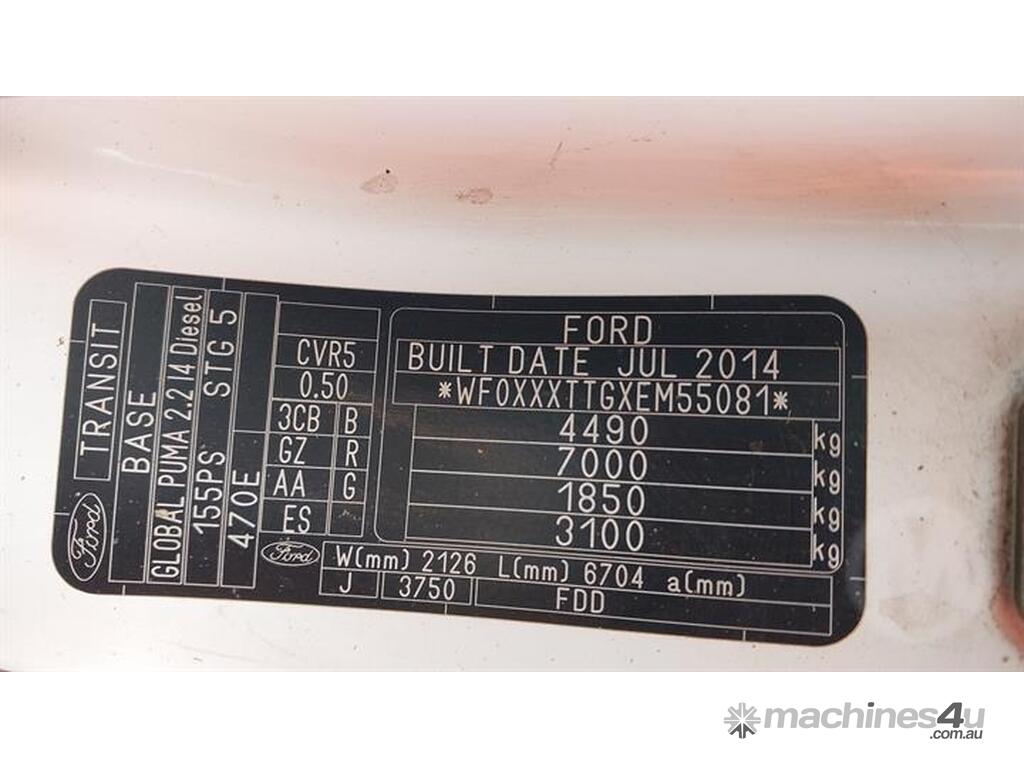 Ford
TRANSIT
BASE
GLOBAL PUMA 2.2 I4 Diesel
155PS STG 5
470E
CVR5
0.50
3CB B
GZ R
AA G
ES
Ford
FORD
BUILT DATE JUL 2014
*WF0XXXTTGXEM55081*
4490 kg
7000 kg
1850 kg
3100 kg
W(mm) 2126 L(mm) 6704 a(mm)
J 3750 FDD
machines4u
.com.au